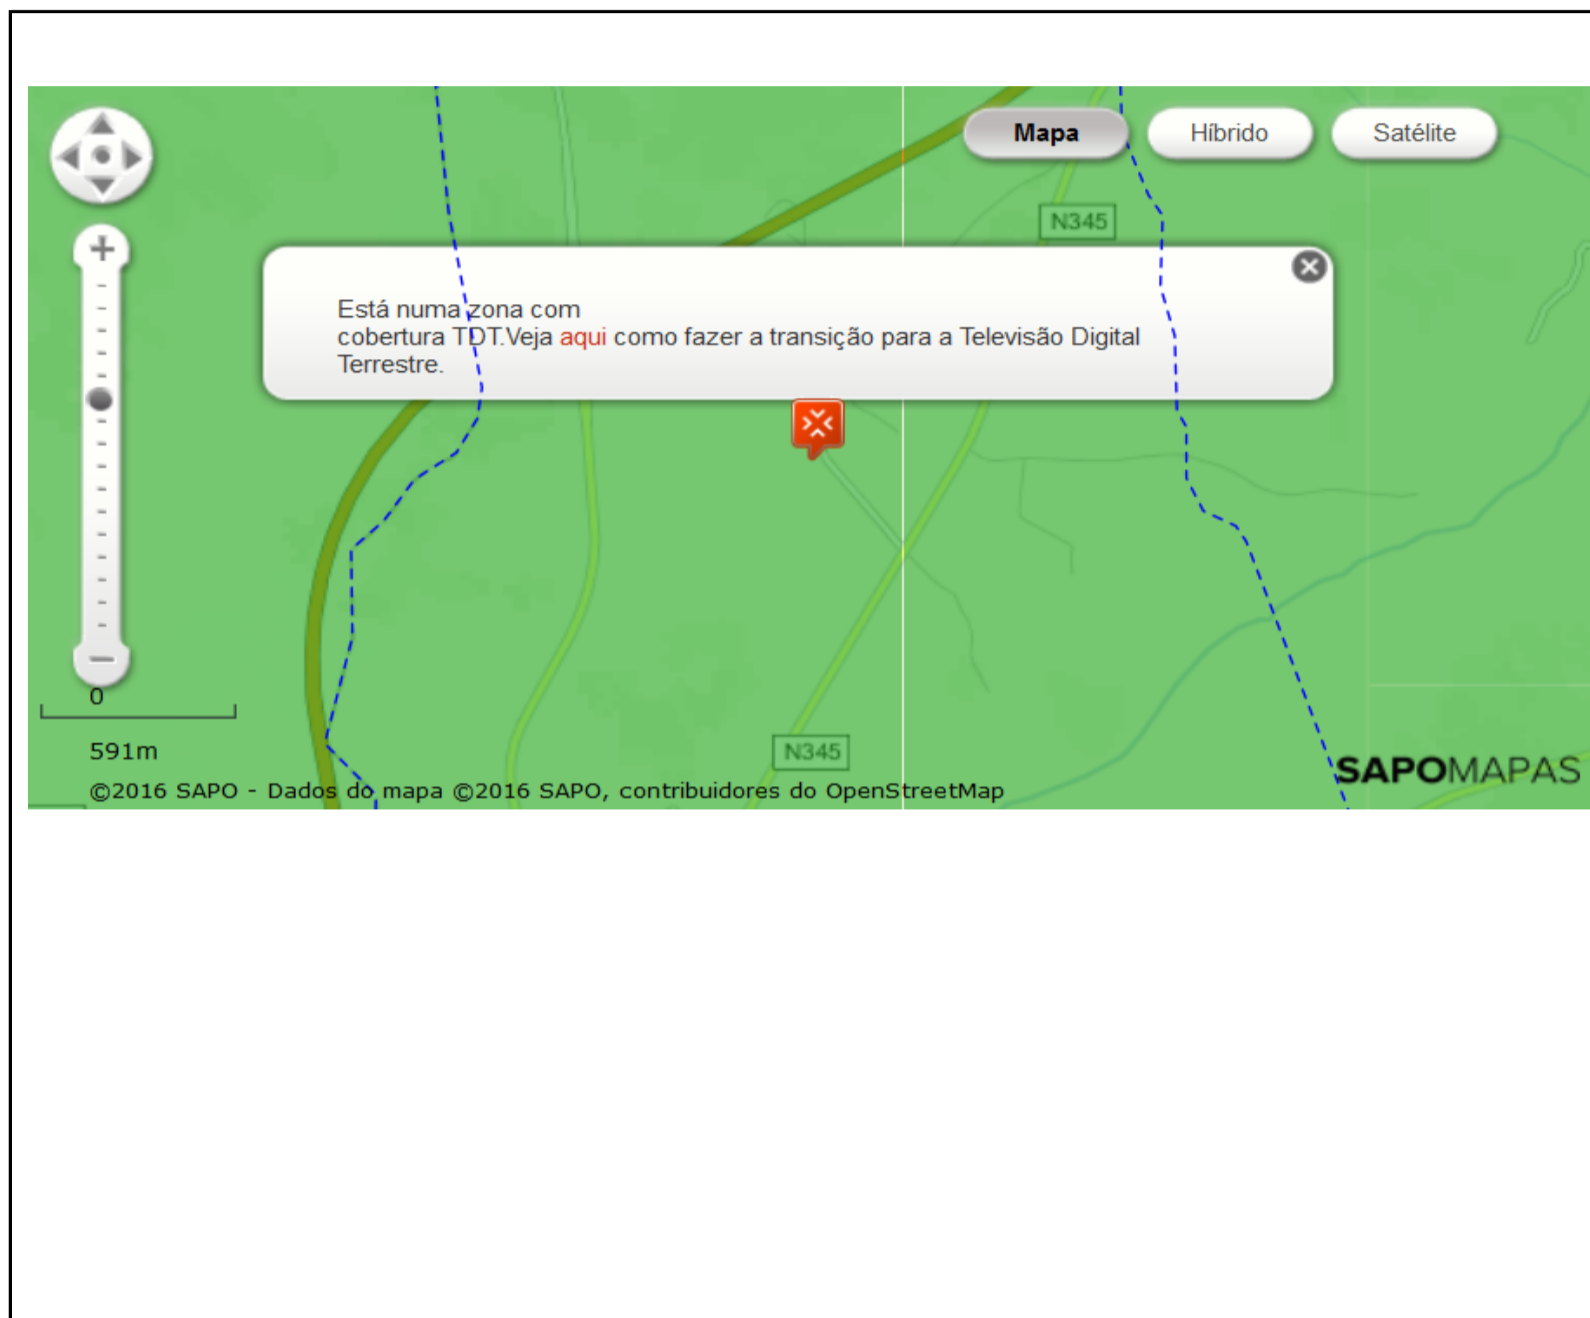 Mapa
Híbrido
Satélite
N345
Está numa zona com
cobertura TDT.Veja aqui como fazer a transição para a Televisão Digital
Terrestre.
0
591m
N345
SAPOMAPAS
©2016 SAPO - Dados do mapa ©2016 SAPO, contribuidores do OpenStreetMap